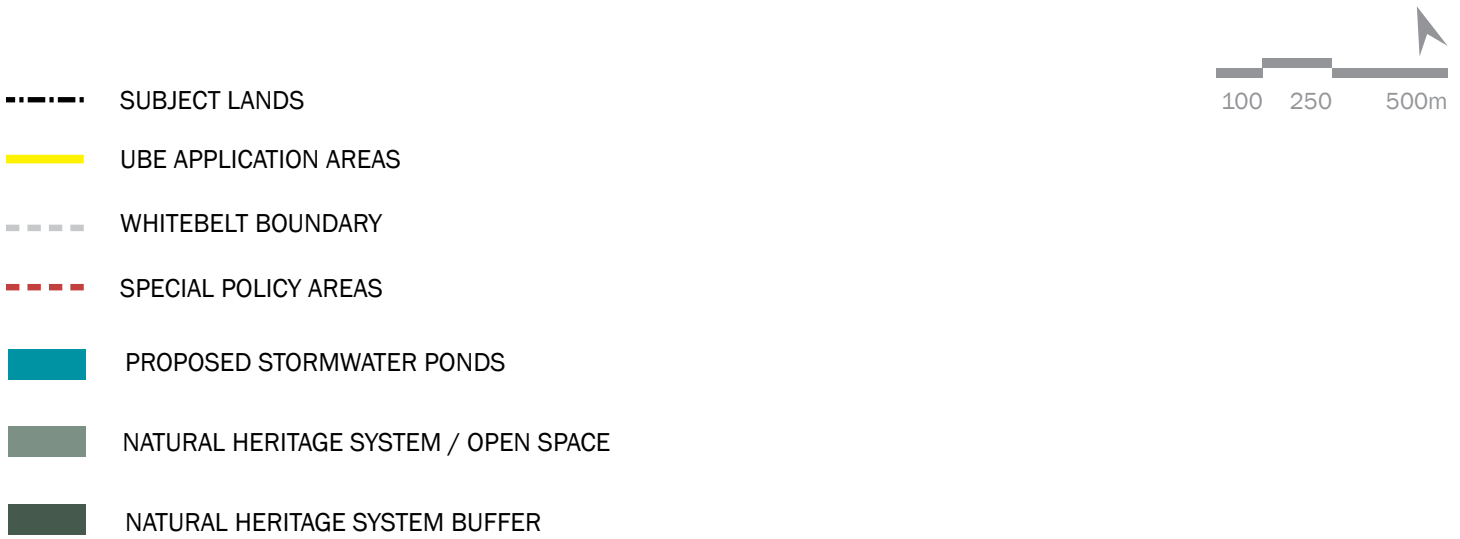 SUBJECT LANDS
UBE APPLICATION AREAS
WHITEBELT BOUNDARY
SPECIAL POLICY AREAS
PROPOSED STORMWATER PONDS
NATURAL HERITAGE SYSTEM / OPEN SPACE
NATURAL HERITAGE SYSTEM BUFFER
100 250 500m